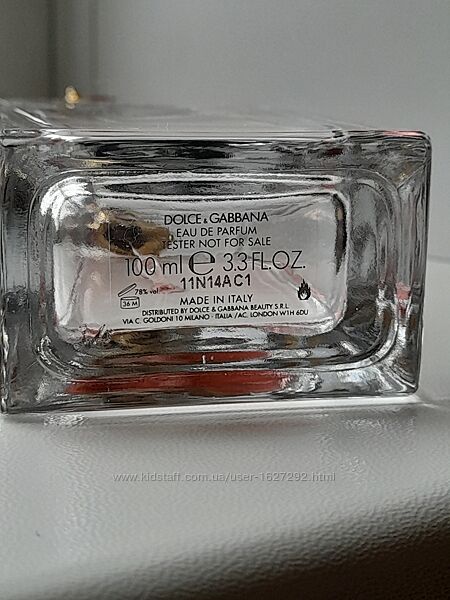 DOLCE & GABBANA
EAU DE PARFUM
TESTER NOT FOR SALE
100 ml e 3.3 FL.OZ.
11N14AC1
36 M
78% vol
MADE IN ITALY
DISTRIBUTED BY DOLCE & GABBANA BEAUTY S.R.L.
VIA C. GOLDONI 10 MILANO - ITALIA /AC. LONDON W1H 6DU
www.kidstaff.com.ua/user-1627292.html